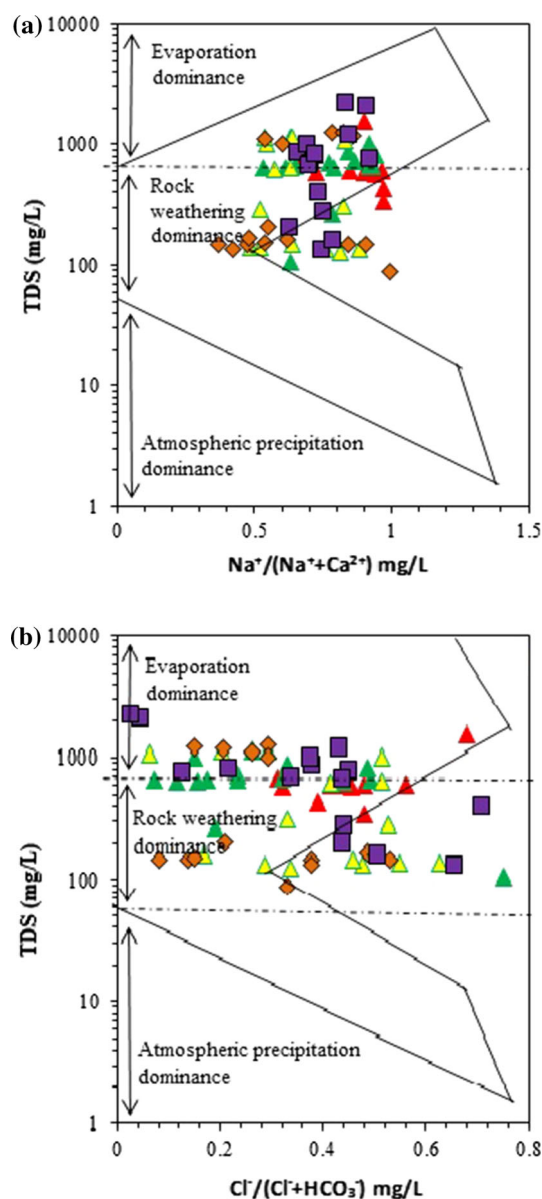 (a)
10000
Evaporation
dominance
1000
Rock
weathering
dominance
100
10
Atmospheric precipitation
dominance
1
0
0.5
1
1.5
TDS (mg/L)
Na⁺/(Na⁺+Ca²⁺) mg/L
(b)
10000
Evaporation
dominance
1000
Rock weathering
dominance
100
10
Atmospheric precipitation
dominance
1
0
0.2
0.4
0.6
0.8
TDS (mg/L)
Cl⁻/(Cl⁻+HCO₃⁻) mg/L